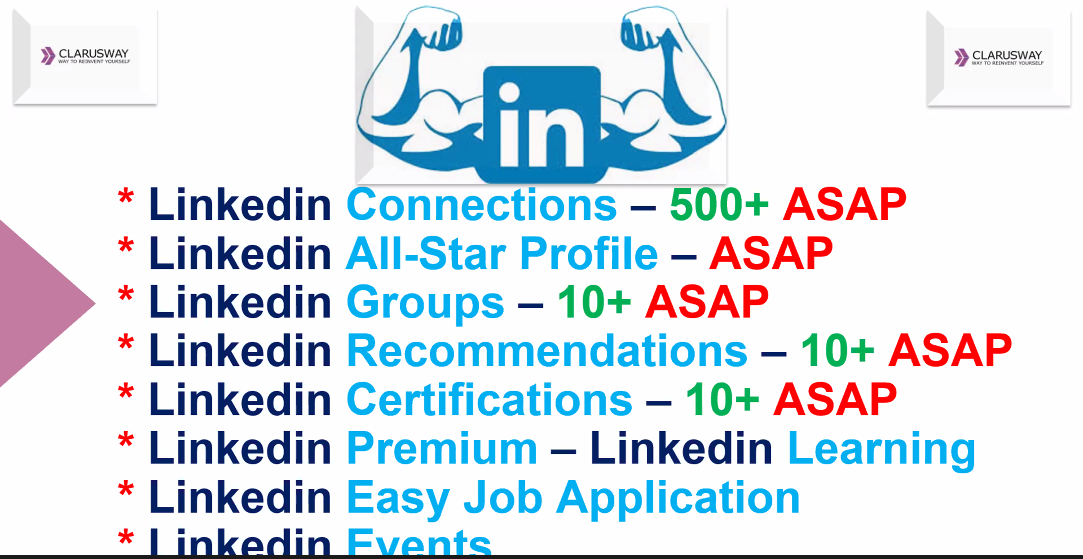 CLARUSWAY
WAY TO REINVENT YOURSELF
in
CLARUSWAY
WAY TO REINVENT YOURSELF
* Linkedin Connections – 500+ ASAP
* Linkedin All-Star Profile – ASAP
* Linkedin Groups – 10+ ASAP
* Linkedin Recommendations – 10+ ASAP
* Linkedin Certifications – 10+ ASAP
* Linkedin Premium – Linkedin Learning
* Linkedin Easy Job Application
* Linkedin Events